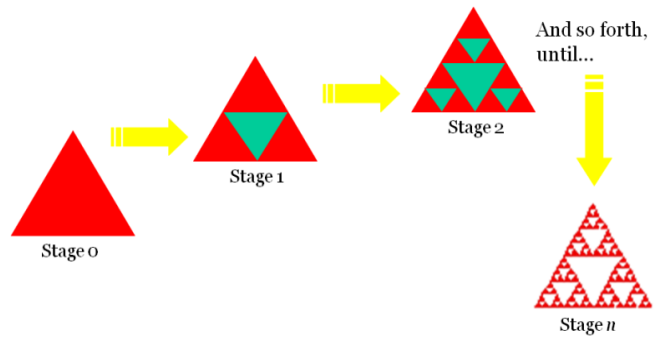 Stage 0
Stage 1
Stage 2
And so forth,
until...
Stage n